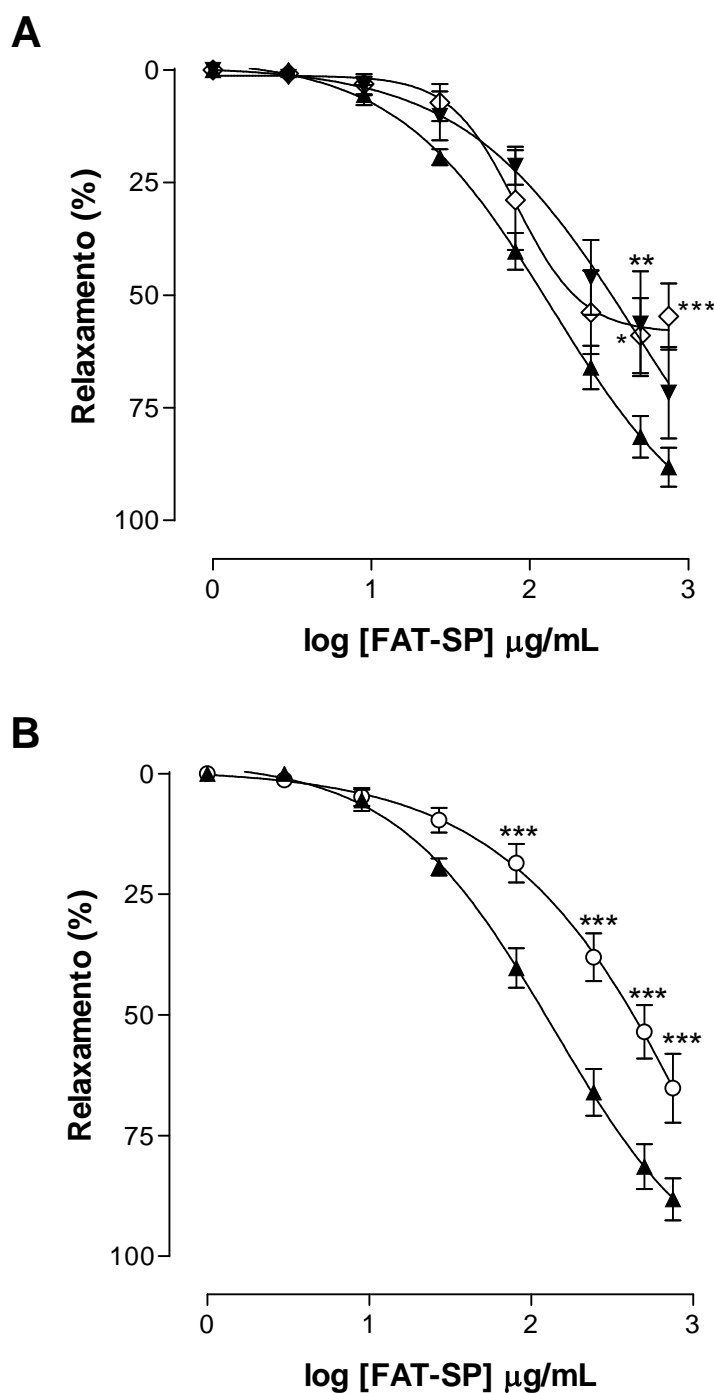 A
0
25
50
75
100
Relaxamento (%)
**
***
*
0 1 2 3
log [FAT-SP] μg/mL
B
0
25
50
75
100
Relaxamento (%)
***
***
***
***
0 1 2 3
log [FAT-SP] μg/mL